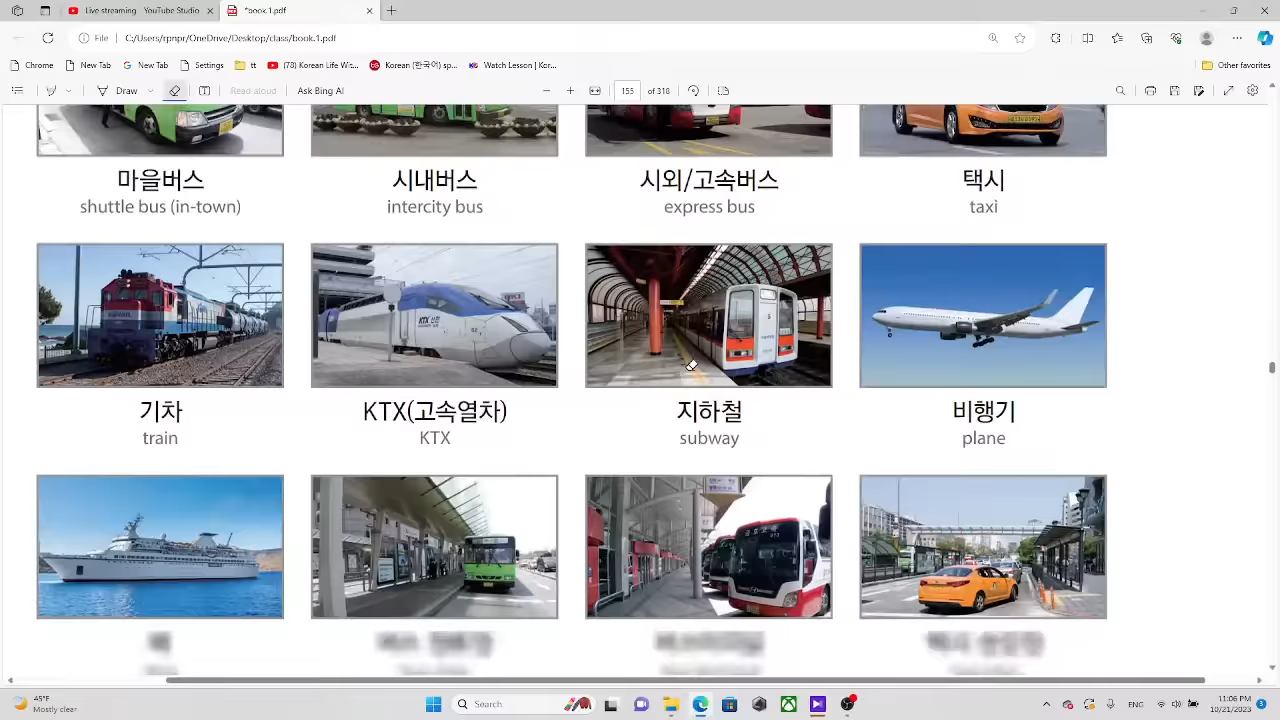 Live streaming - YouTube Studio
*book.1.pdf
File
C:/Users/rpnpr/OneDrive/Desktop/class/book.1.pdf
Chrome
New Tab
New Tab
Settings
tt
(78) Korean Life Wi...
Korean (한국어) sp...
Watch Lesson | Kor...
Other favorites
Draw
Read aloud
Ask Bing AI
155 of 318
마을버스 시내버스 시외/고속버스 택시
shuttle bus (in-town) intercity bus express bus taxi
KTX
기차 KTX(고속열차) 지하철 비행기
train KTX subway plane
45°F
Mostly clear
Search
ENG
11:06 PM
10/21/2023
3